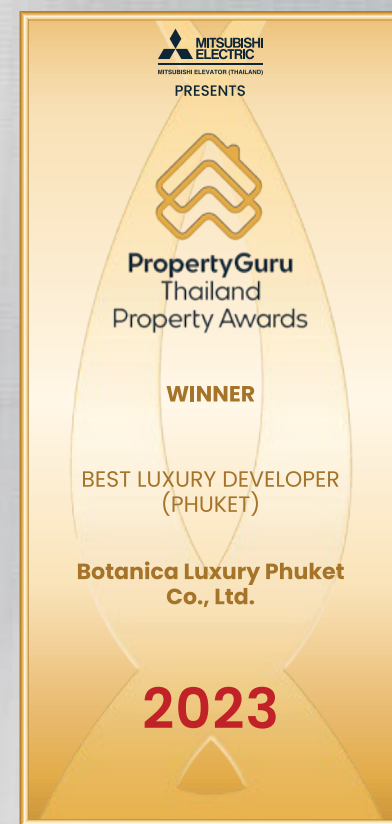 MITSUBISHI
ELECTRIC
MITSUBISHI ELEVATOR (THAILAND)
PRESENTS
PropertyGuru
Thailand
Property Awards
WINNER
BEST LUXURY DEVELOPER
(PHUKET)
Botanica Luxury Phuket
Co., Ltd.
2023